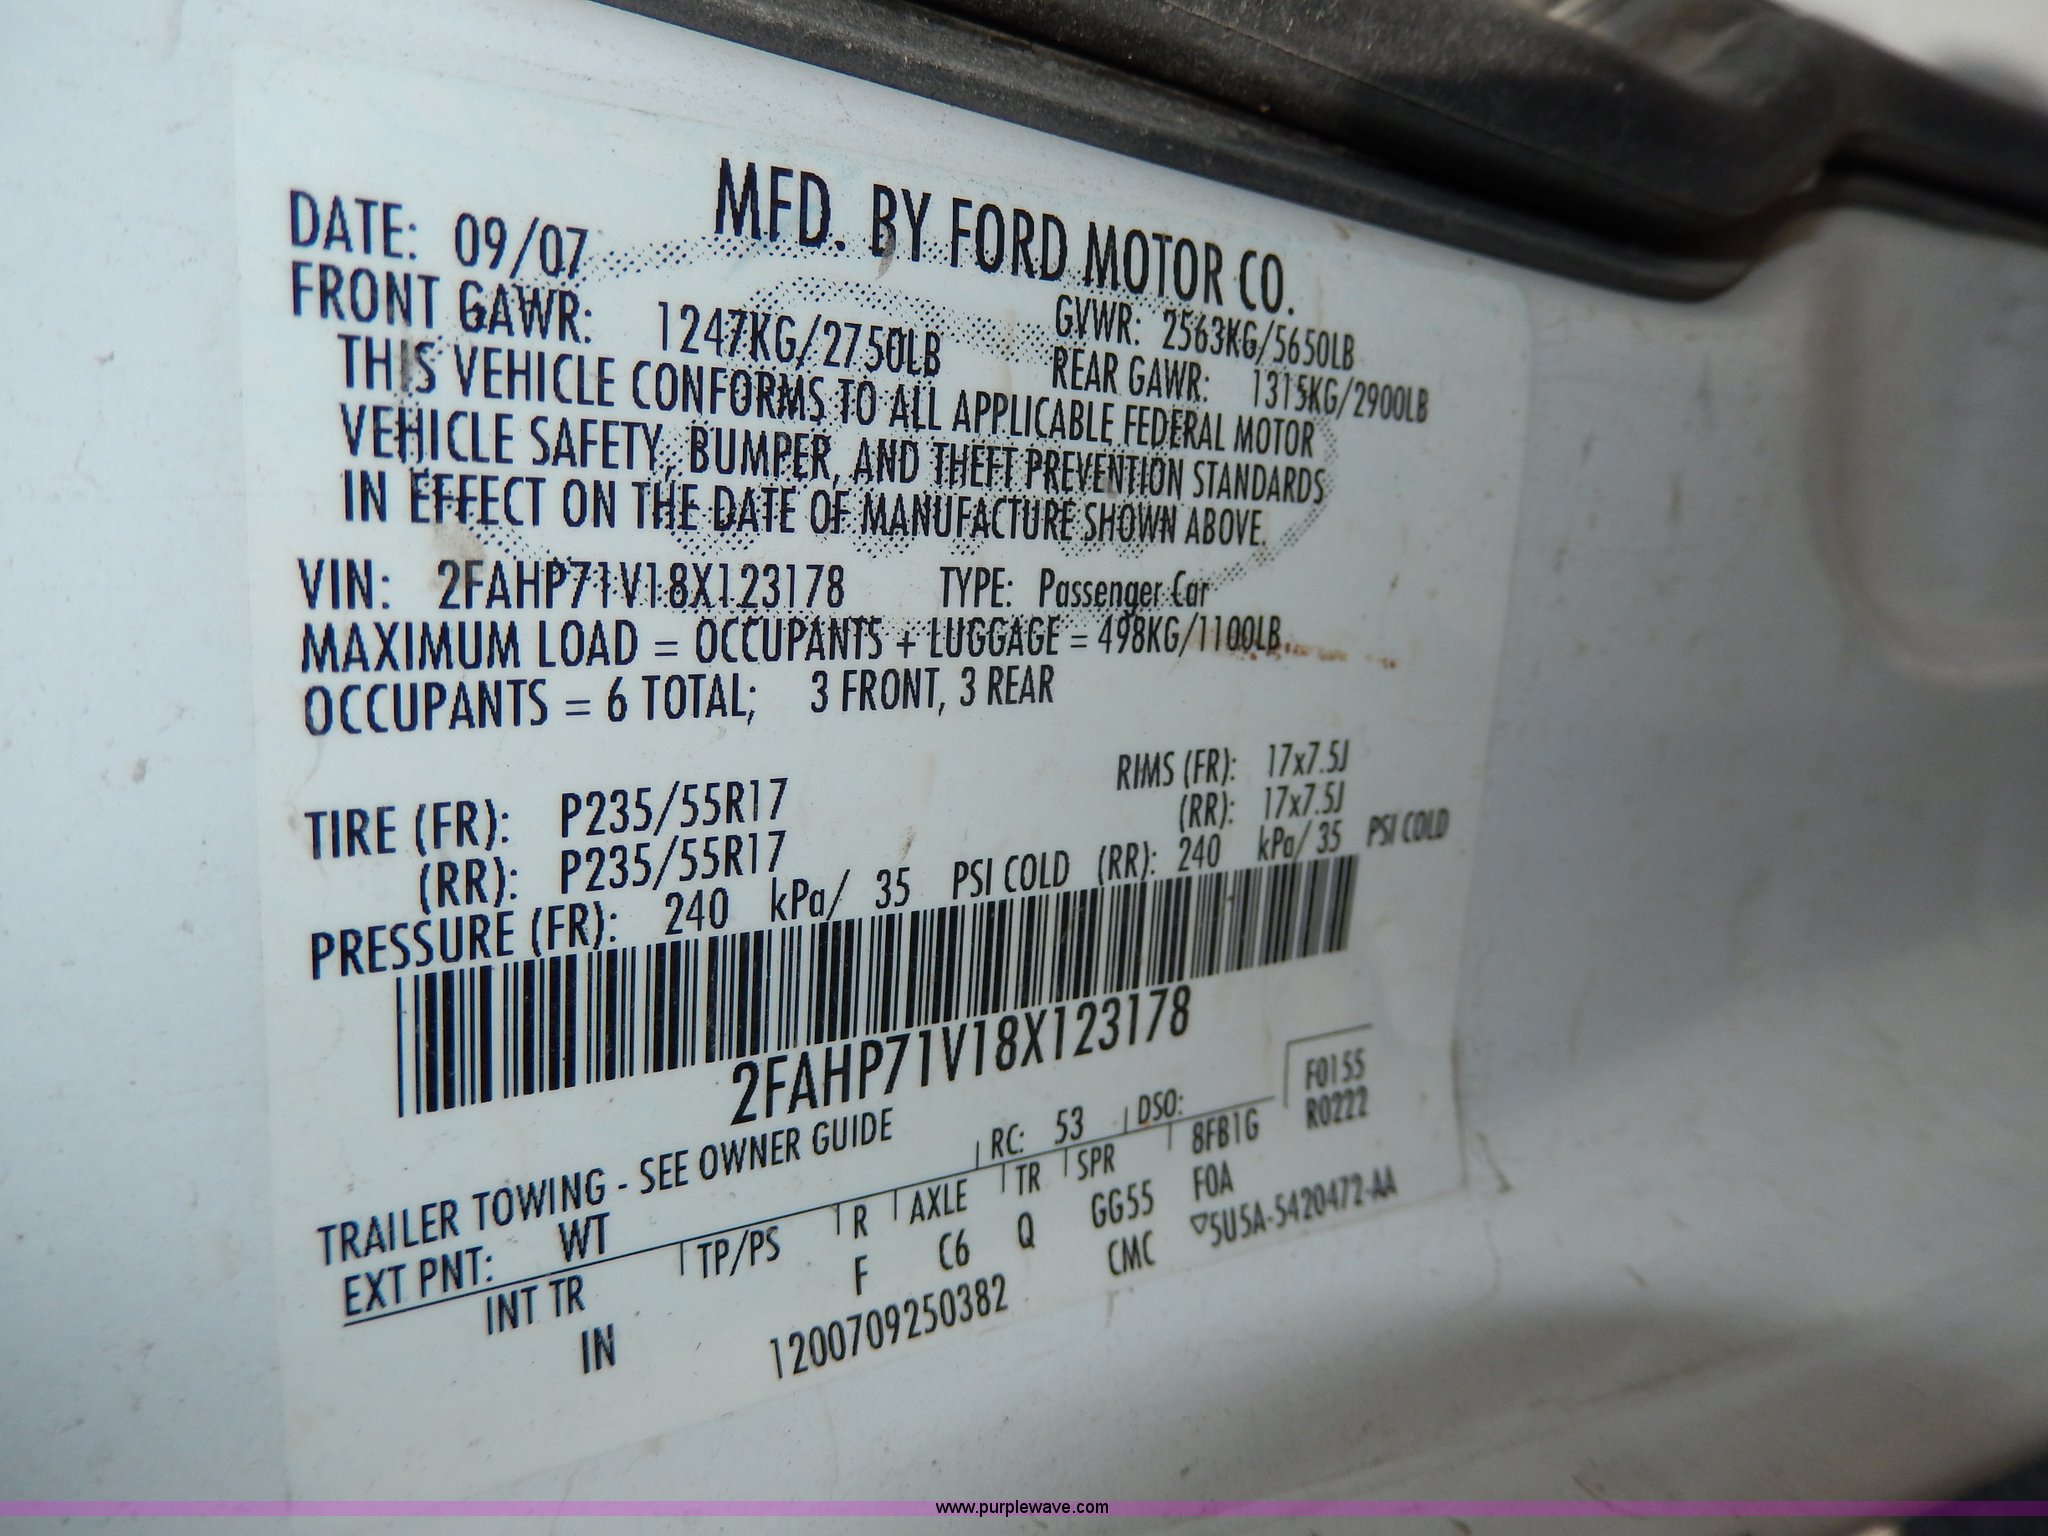 MFD. BY FORD MOTOR CO.
DATE: 09/07 GVWR: 2563KG/5650LB
FRONT GAWR: 1247KG/2750LB REAR GAWR: 1315KG/2900LB
THIS VEHICLE CONFORMS TO ALL APPLICABLE FEDERAL MOTOR
VEHICLE SAFETY, BUMPER, AND THEFT PREVENTION STANDARDS
IN EFFECT ON THE DATE OF MANUFACTURE SHOWN ABOVE.
VIN: 2FAHP71V18X123178 TYPE: Passenger Car
MAXIMUM LOAD = OCCUPANTS + LUGGAGE = 498KG/1100LB
OCCUPANTS = 6 TOTAL; 3 FRONT, 3 REAR
TIRE (FR): P235/55R17 RIMS (FR): 17x7.5J
(RR): P235/55R17 (RR): 17x7.5J
PRESSURE (FR): 240 kPa/ 35 PSI COLD (RR): 240 kPa/ 35 PSI COLD
2FAHP71V18X123178
F0155
R0222
TRAILER TOWING - SEE OWNER GUIDE
EXT PNT: WT RC: 53 DSO:
INT TR TP/PS R AXLE TR SPR 8FB1G
IN F C6 Q GG55 F0A
1200709250382 CMC ▽5U5A-5420472-AA
www.purplewave.com